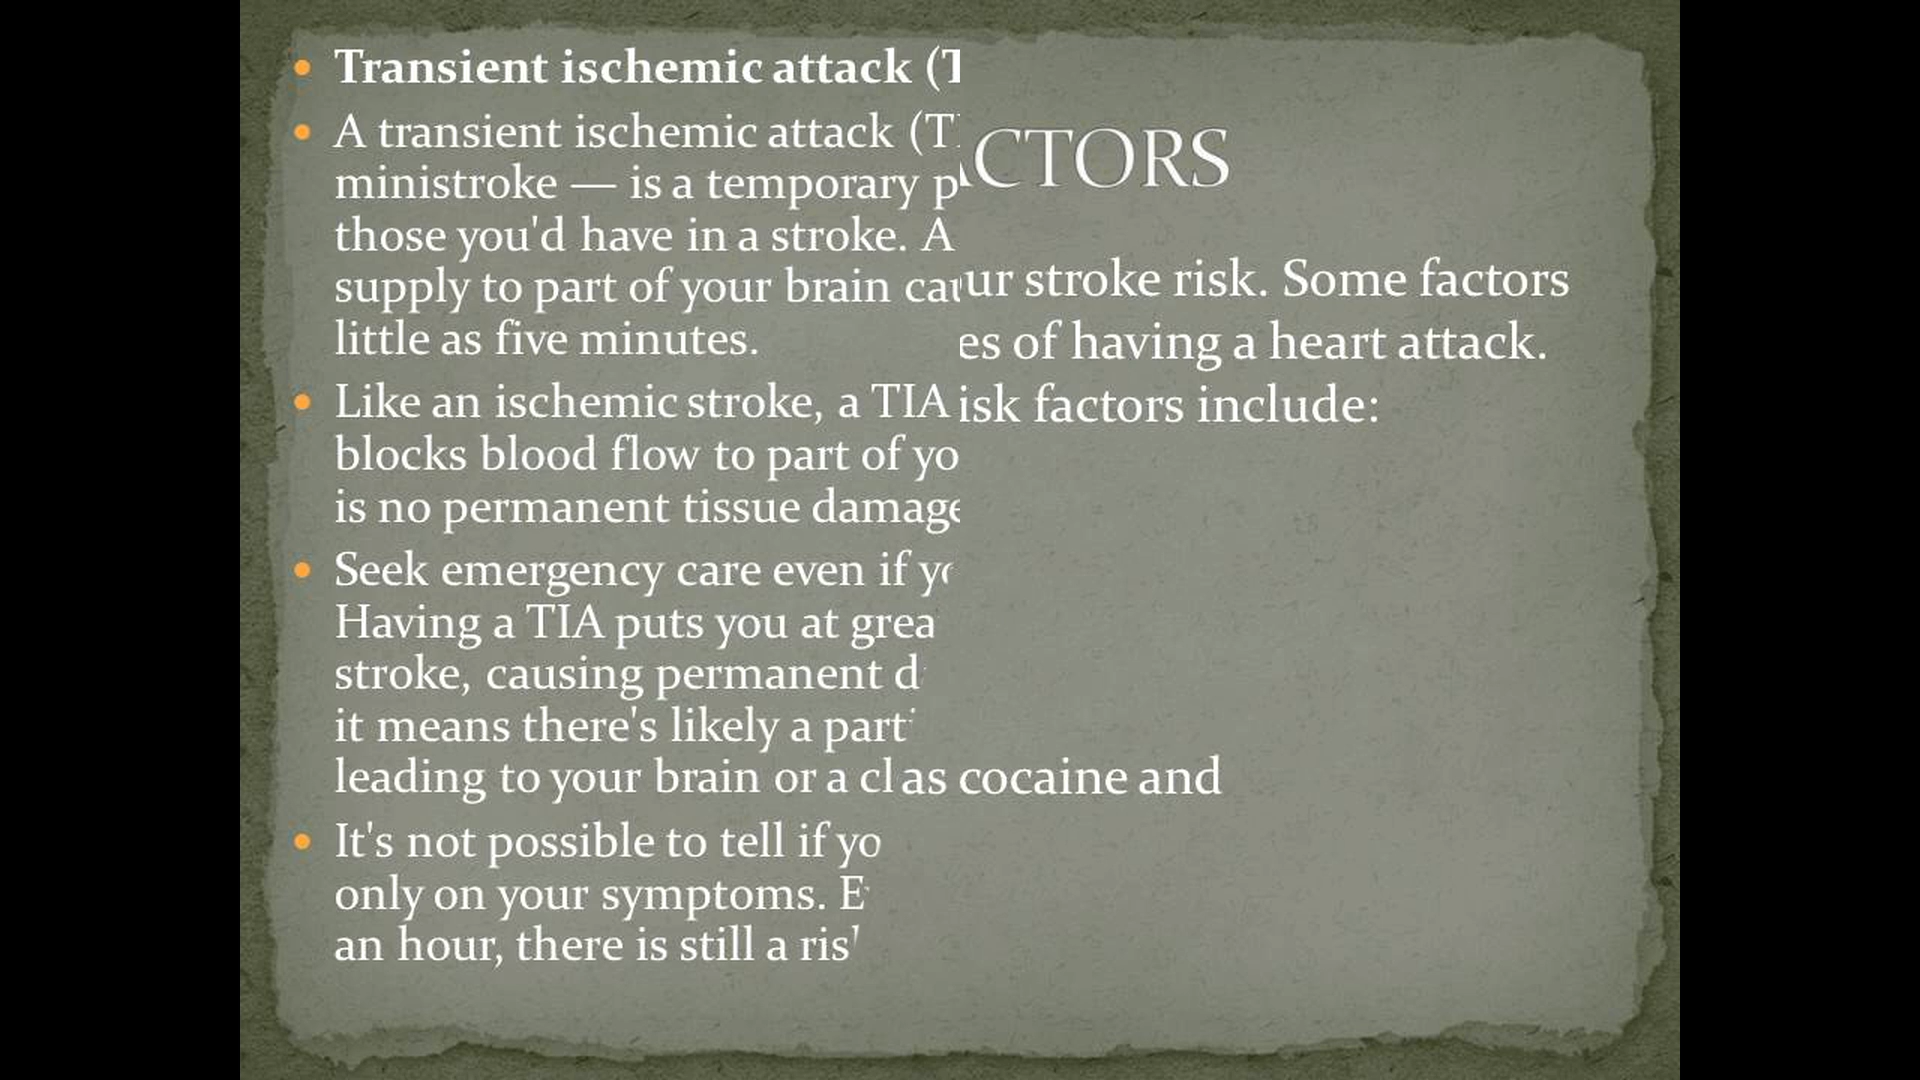 Transient ischemic attack (T
A transient ischemic attack (T
ministroke — is a temporary p
those you'd have in a stroke. A
supply to part of your brain cau
little as five minutes.
Like an ischemic stroke, a TIA
blocks blood flow to part of yo
is no permanent tissue damage
Seek emergency care even if yo
Having a TIA puts you at grea
stroke, causing permanent d
it means there's likely a part
leading to your brain or a cl
It's not possible to tell if yo
only on your symptoms. E
an hour, there is still a ris
CTORS
ur stroke risk. Some factors
es of having a heart attack.
isk factors include:
as cocaine and